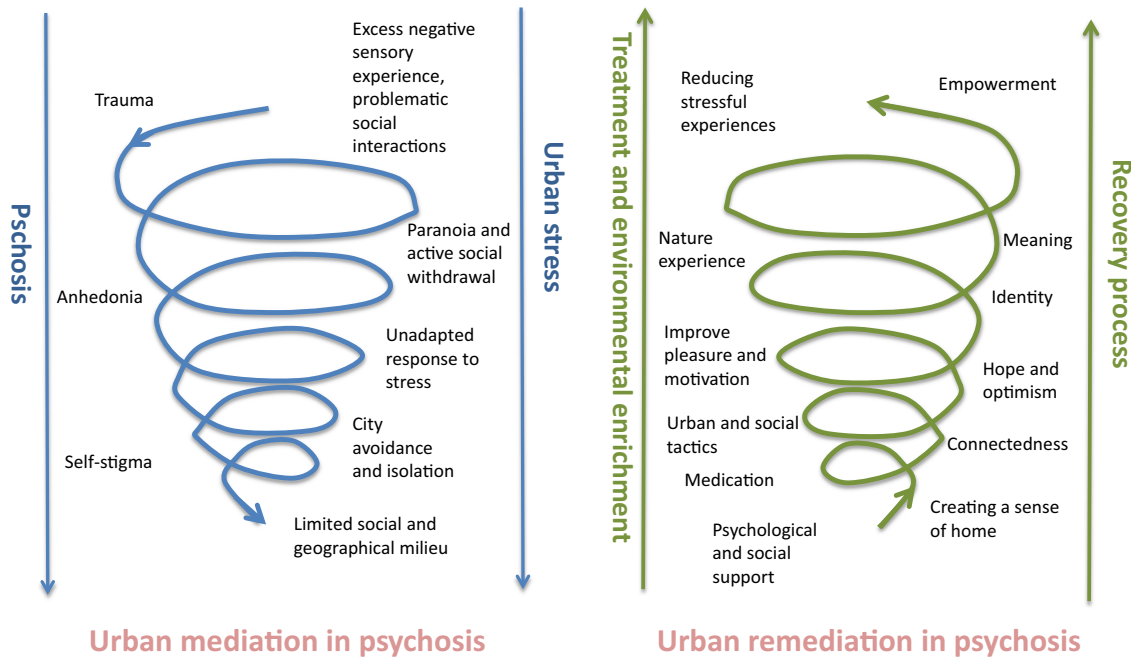 Pschosis
Trauma
Anhedonia
Self-stigma
Excess negative
sensory
experience,
problematic
social
interactions
Paranoia and
active social
withdrawal
Unadapted
response to
stress
City
avoidance
and isolation
Limited social and
geographical milieu
Urban stress
Urban mediation in psychosis
Treatment and environmental enrichment
Reducing
stressful
experiences
Nature
experience
Improve
pleasure and
motivation
Urban and social
tactics
Medication
Psychological
and social
support
Empowerment
Meaning
Identity
Hope and
optimism
Connectedness
Creating a sense
of home
Recovery process
Urban remediation in psychosis